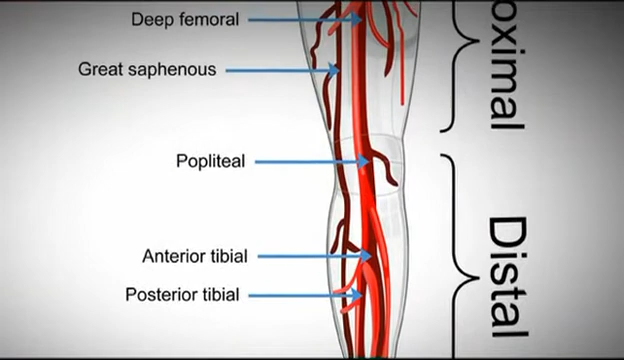 Deep femoral
Great saphenous
Popliteal
Anterior tibial
Posterior tibial
oximal
Distal